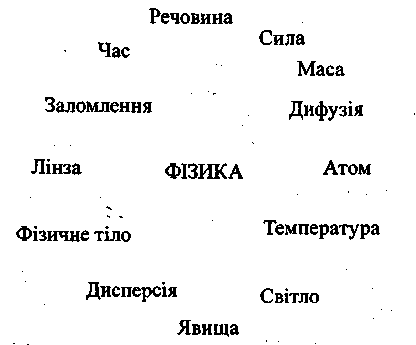 Речовина
Сила
Час
Маса
Заломлення
Дифузія
Лінза
ФІЗИКА
Атом
Фізичне тіло
Температура
Дисперсія
Світло
Явища